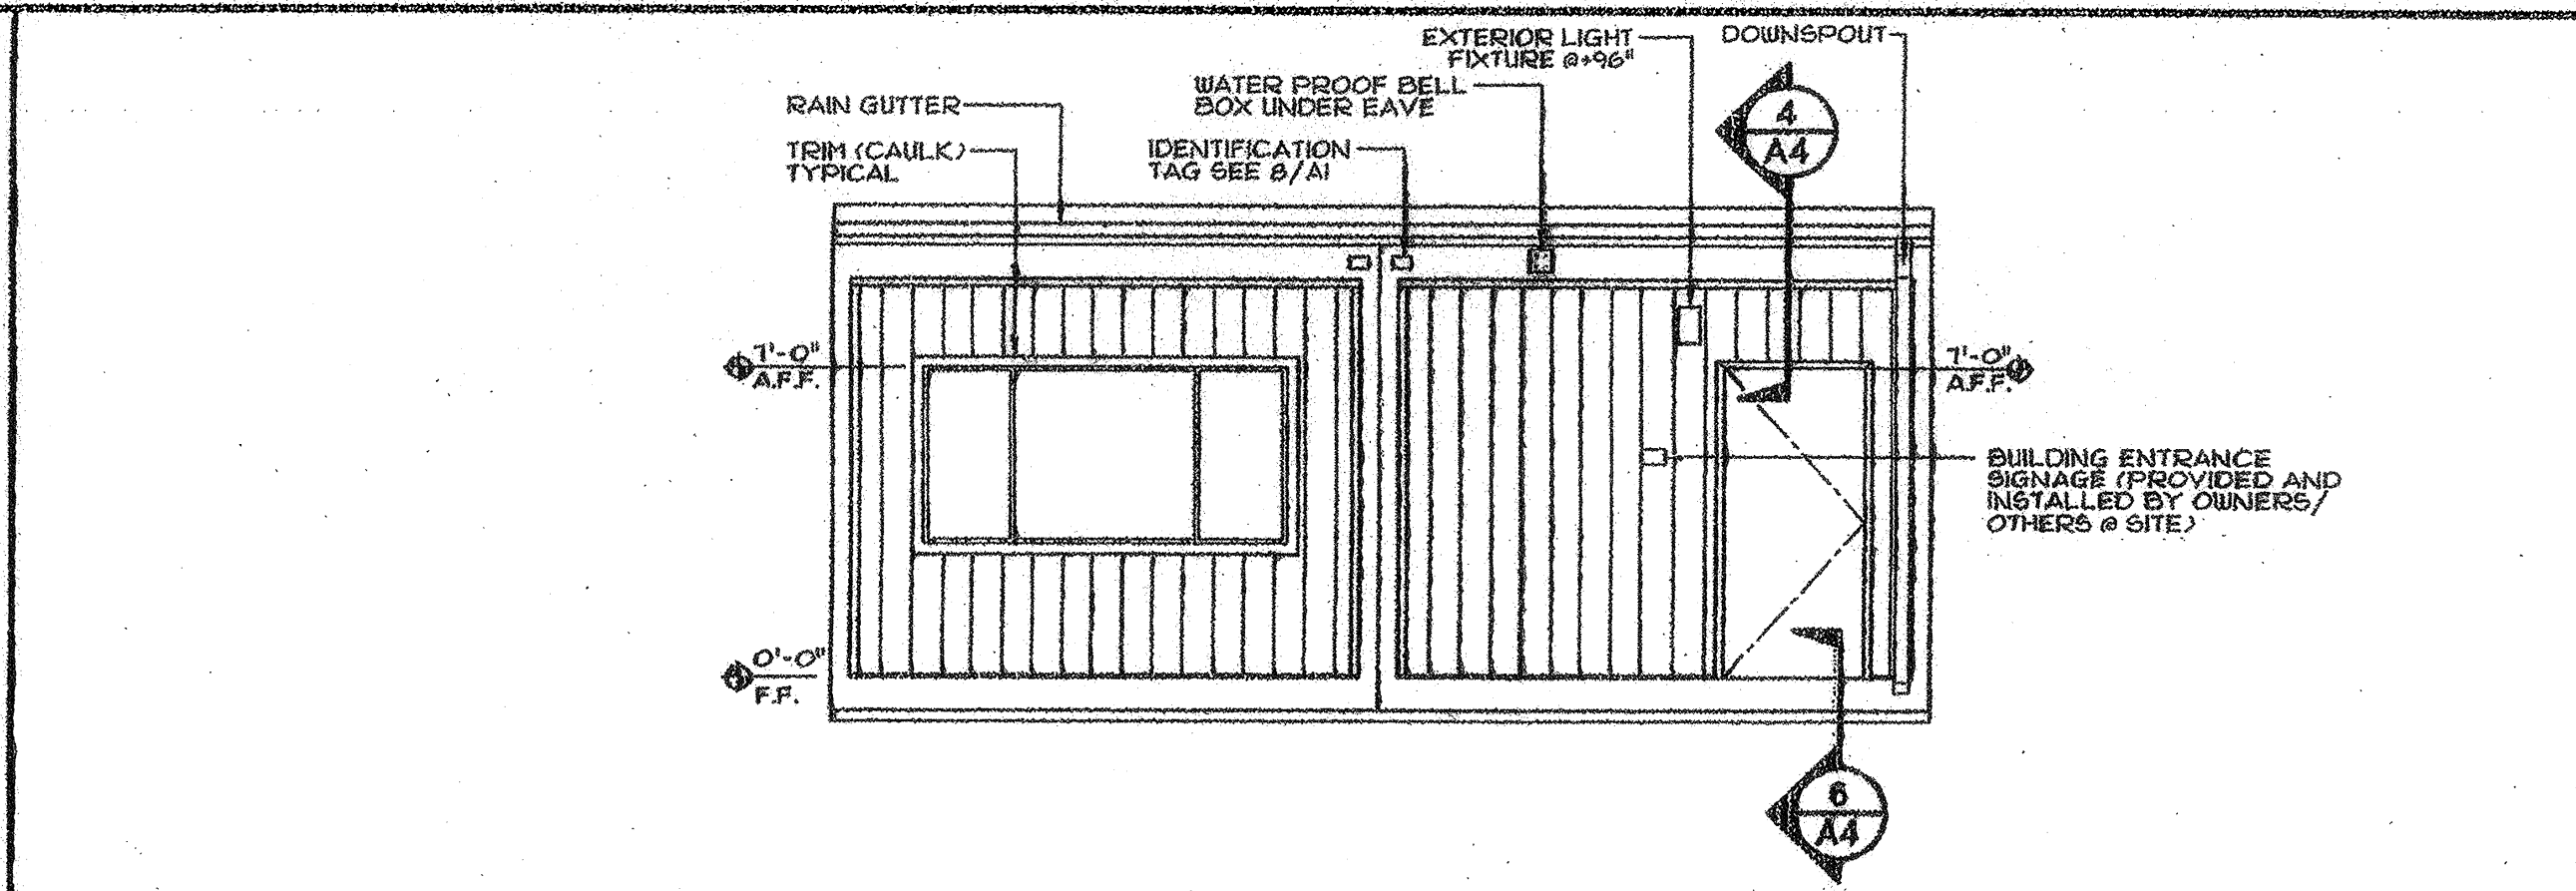 EXTERIOR LIGHT
FIXTURE @+96"
DOWNSPOUT
WATER PROOF BELL
BOX UNDER EAVE
RAIN GUTTER
TRIM (CAULK)
TYPICAL
IDENTIFICATION
TAG SEE 8/A1
4
A4
7'-0"
A.F.F.
7'-0"
A.F.F.
BUILDING ENTRANCE
SIGNAGE (PROVIDED AND
INSTALLED BY OWNERS/
OTHERS @ SITE)
0'-0"
F.F.
6
A4